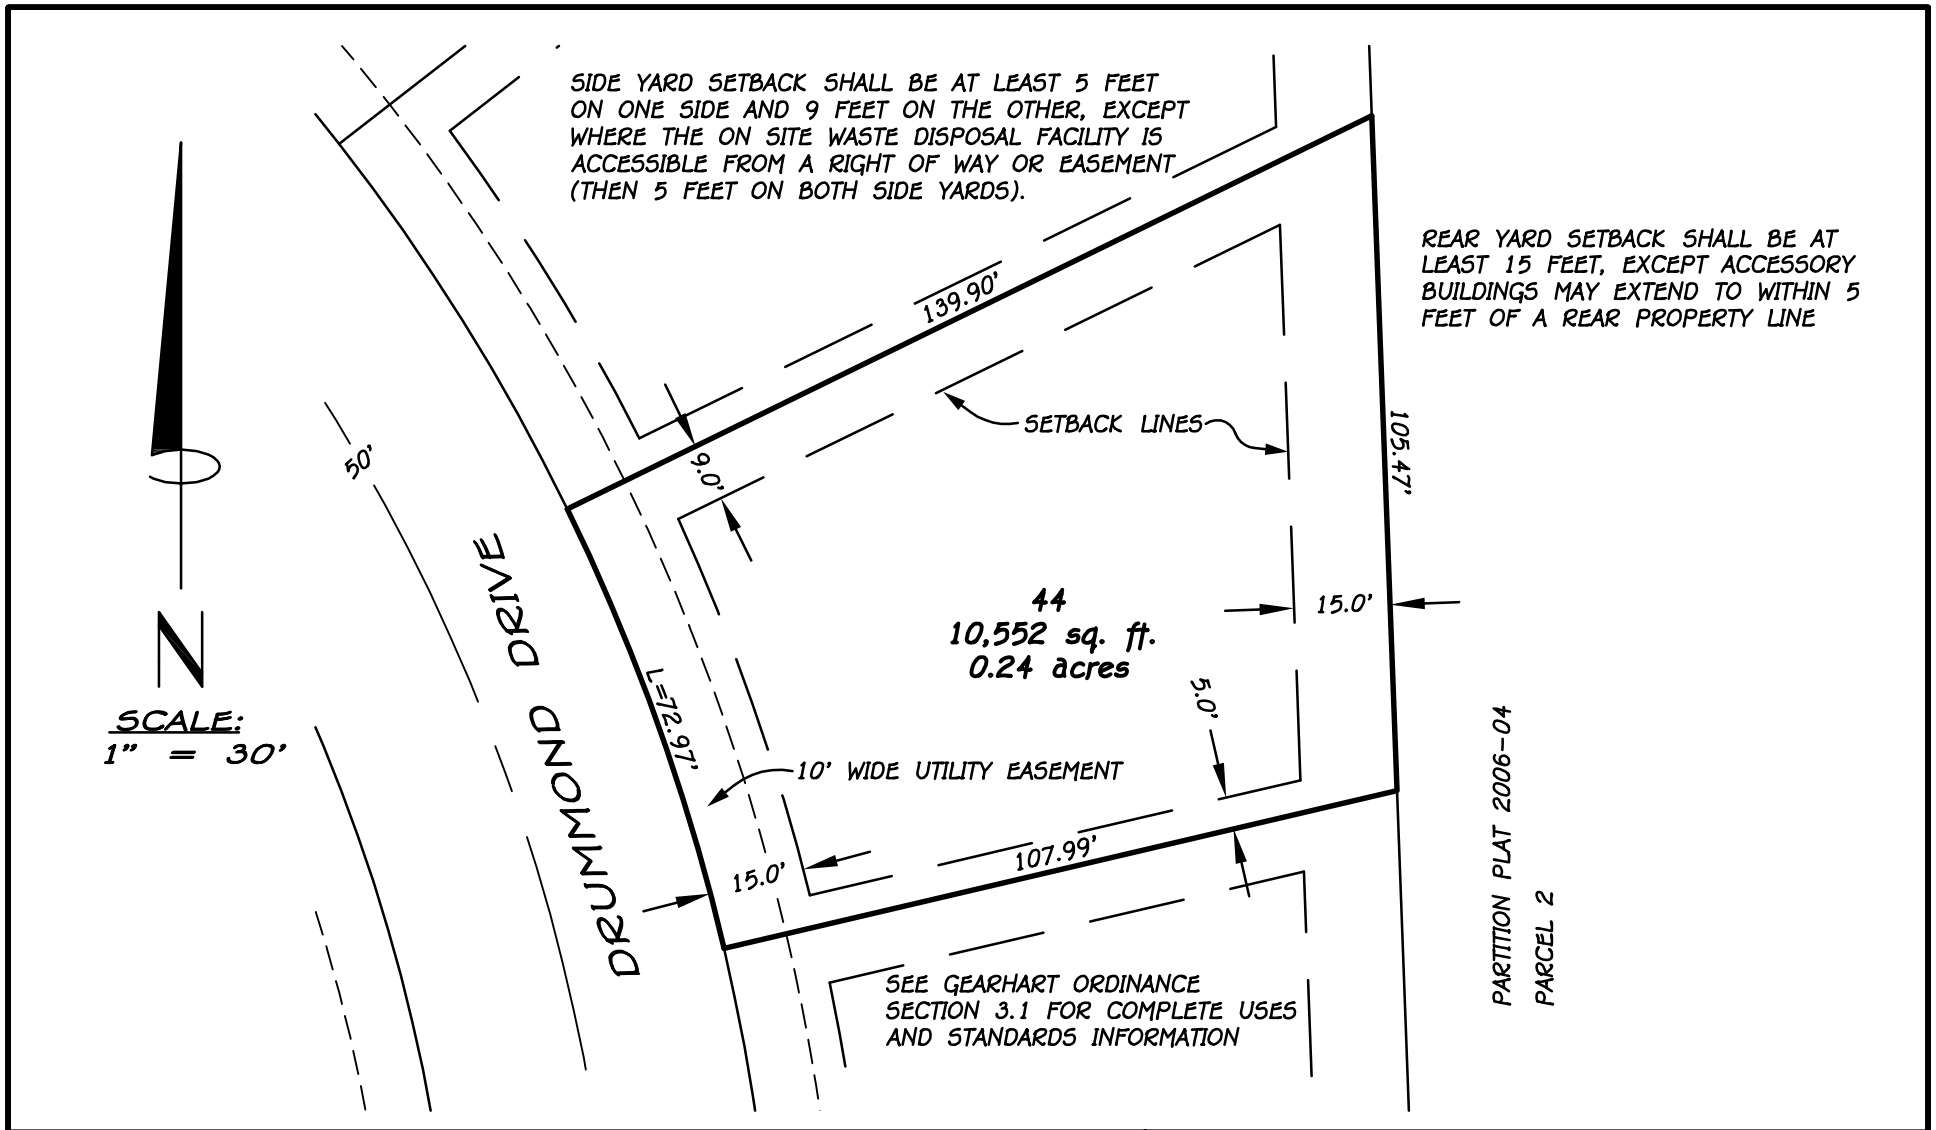 SIDE YARD SETBACK SHALL BE AT LEAST 5 FEET
ON ONE SIDE AND 9 FEET ON THE OTHER, EXCEPT
WHERE THE ON SITE WASTE DISPOSAL FACILITY IS
ACCESSIBLE FROM A RIGHT OF WAY OR EASEMENT
(THEN 5 FEET ON BOTH SIDE YARDS).
REAR YARD SETBACK SHALL BE AT
LEAST 15 FEET, EXCEPT ACCESSORY
BUILDINGS MAY EXTEND TO WITHIN 5
FEET OF A REAR PROPERTY LINE
139.90'
SETBACK LINES
105.47'
9.0'
50'
DRUMMOND DRIVE
N
SCALE:
1" = 30'
44
10,552 sq. ft.
0.24 acres
15.0'
5.0'
L=72.97'
10' WIDE UTILITY EASEMENT
15.0'
107.99'
PARTITION PLAT 2006-04
PARCEL 2
SEE GEARHART ORDINANCE
SECTION 3.1 FOR COMPLETE USES
AND STANDARDS INFORMATION